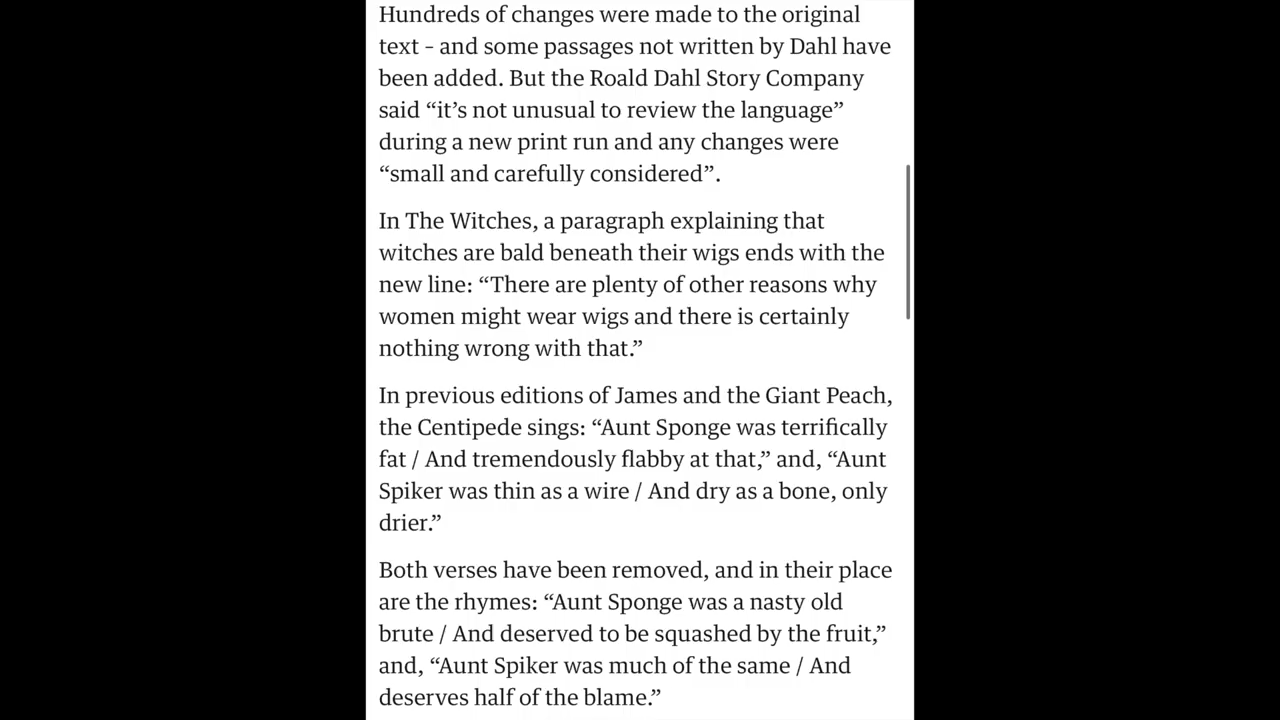 Hundreds of changes were made to the original
text – and some passages not written by Dahl have
been added. But the Roald Dahl Story Company
said “it’s not unusual to review the language”
during a new print run and any changes were
“small and carefully considered”.
In The Witches, a paragraph explaining that
witches are bald beneath their wigs ends with the
new line: “There are plenty of other reasons why
women might wear wigs and there is certainly
nothing wrong with that.”
In previous editions of James and the Giant Peach,
the Centipede sings: “Aunt Sponge was terrifically
fat / And tremendously flabby at that,” and, “Aunt
Spiker was thin as a wire / And dry as a bone, only
drier.”
Both verses have been removed, and in their place
are the rhymes: “Aunt Sponge was a nasty old
brute / And deserved to be squashed by the fruit,”
and, “Aunt Spiker was much of the same / And
deserves half of the blame.”